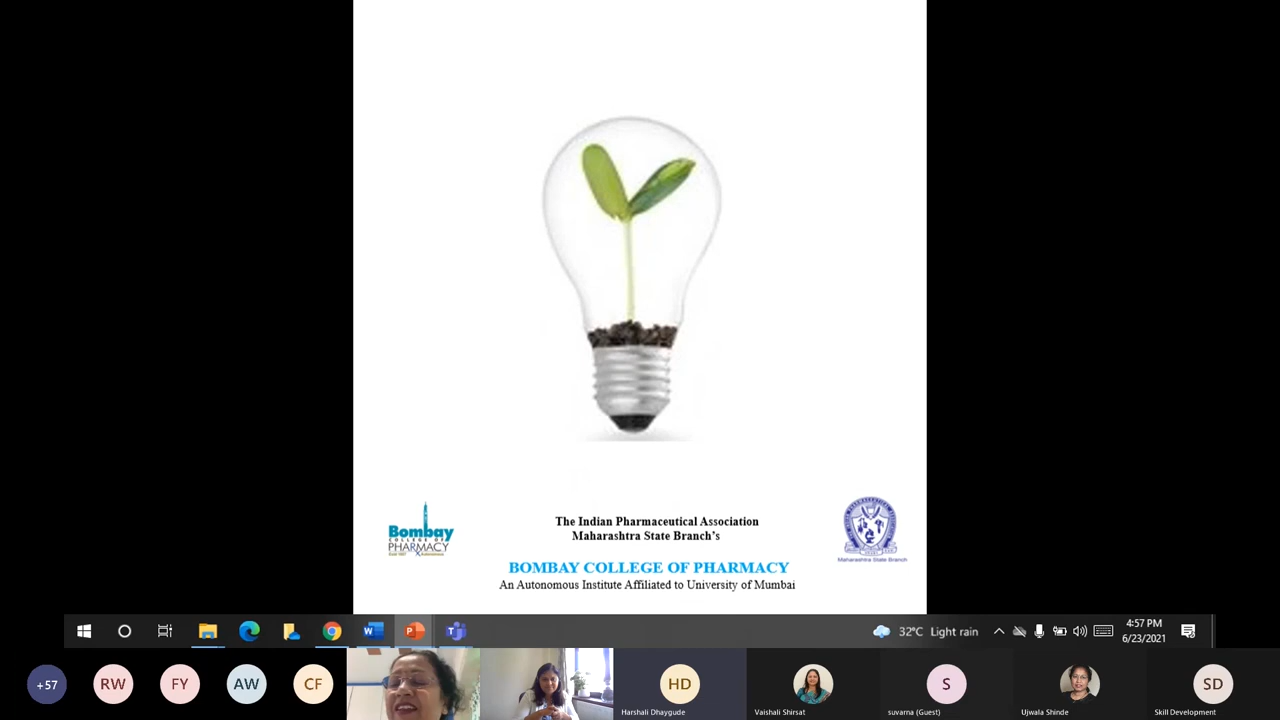 Bombay
COLLEGE OF
PHARMACY
The Indian Pharmaceutical Association
Maharashtra State Branch's
Maharashtra State Branch
BOMBAY COLLEGE OF PHARMACY
An Autonomous Institute Affiliated to University of Mumbai
32°C Light rain
4:57 PM
6/23/2021
+57
RW
FY
AW
CF
HD
S
SD
Harshali Dhaygude
Vaishali Shirsat
suvarna (Guest)
Ujwala Shinde
Skill Development